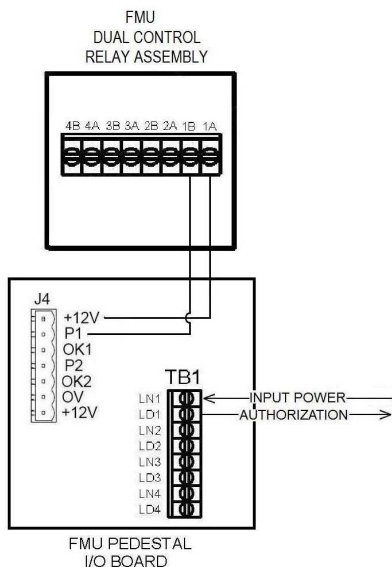 FMU
DUAL CONTROL
RELAY ASSEMBLY
4B 4A 3B 3A 2B 2A 1B 1A
J4
+12V
P1
OK1
P2
OK2
OV
+12V
TB1
LN1
LD1
LN2
LD2
LN3
LD3
LN4
LD4
INPUT POWER
AUTHORIZATION
FMU PEDESTAL
I/O BOARD